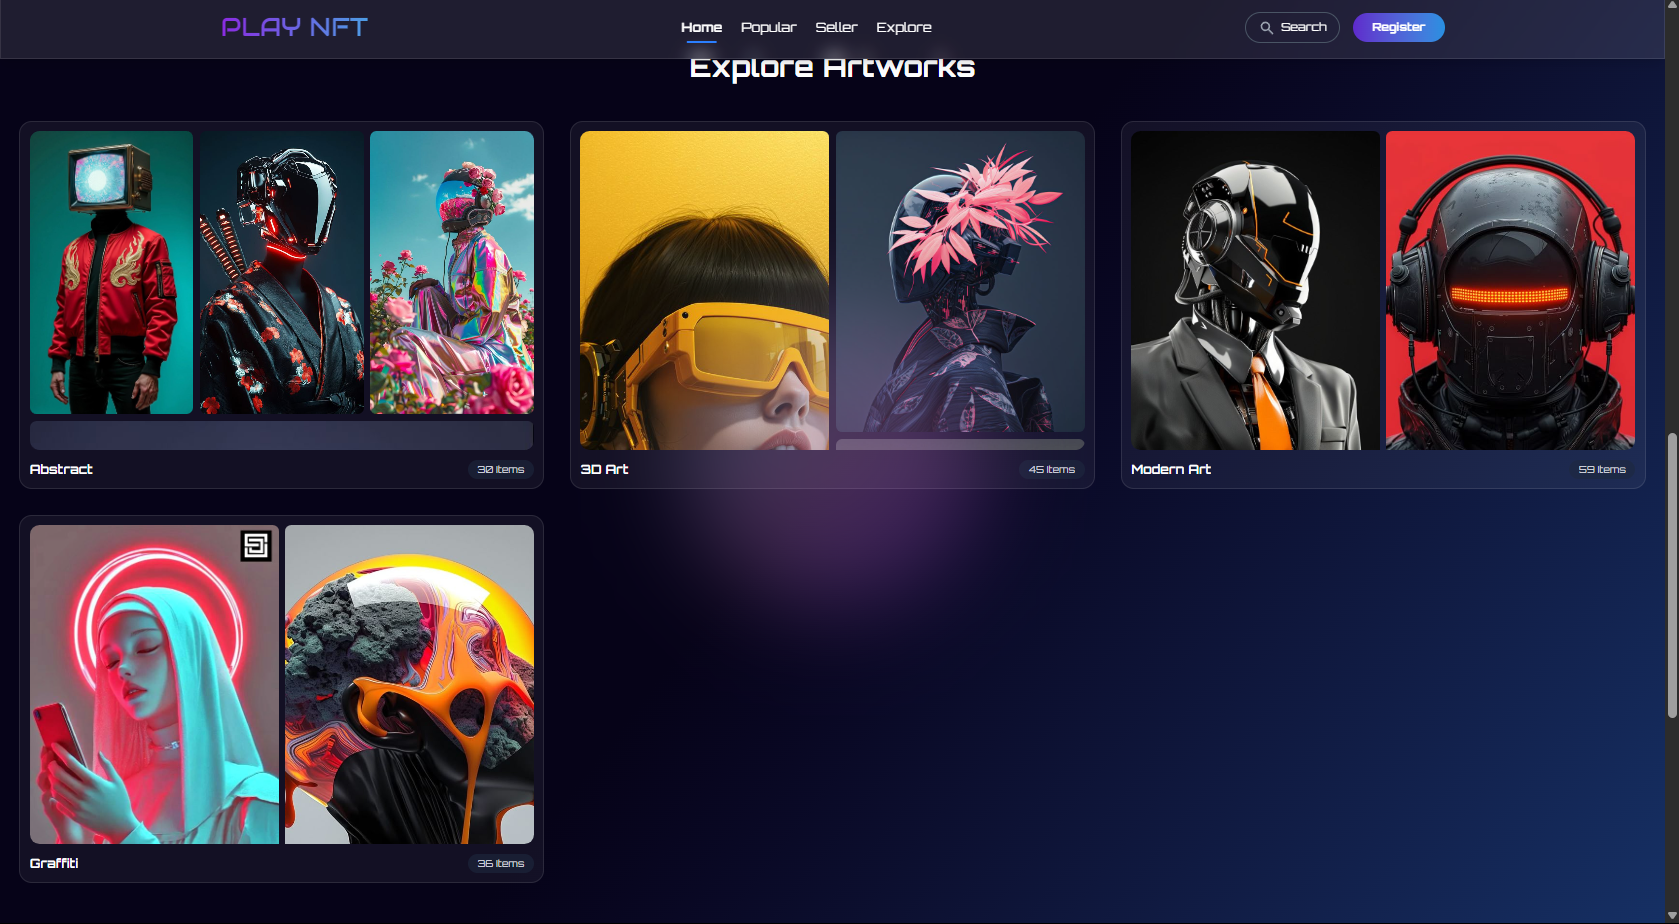 PLAY NFT
Home
Popular
Seller
Explore
Search
Register
Explore Artworks
Abstract
30 Items
3D Art
45 Items
Modern Art
59 Items
Graffiti
36 Items